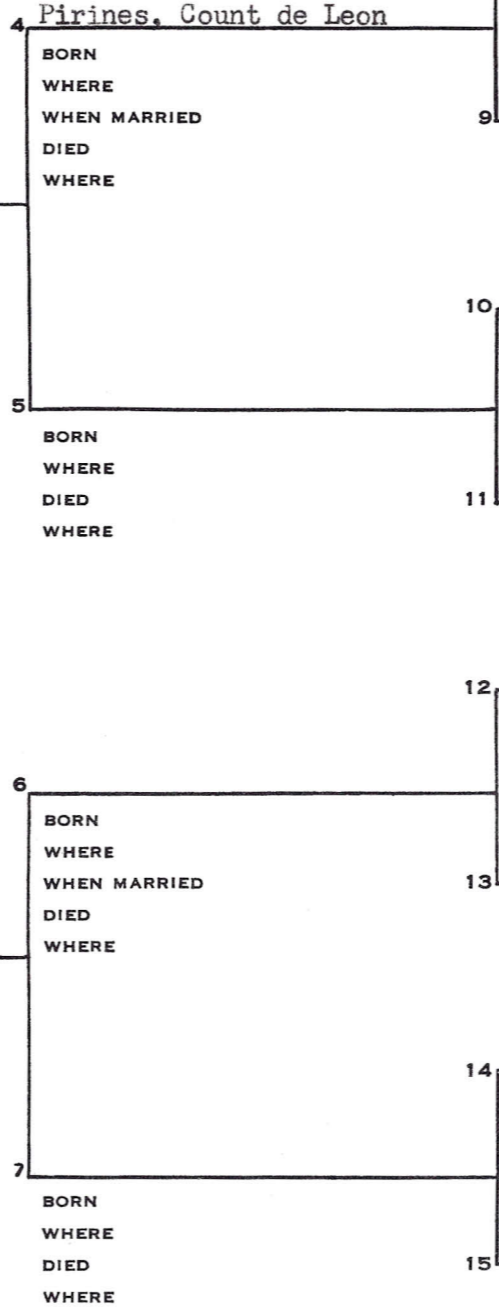 4 Pirines, Count de Leon
BORN
WHERE
WHEN MARRIED
9
DIED
WHERE
10
5
BORN
WHERE
DIED
11
WHERE
12
6
BORN
WHERE
WHEN MARRIED
13
DIED
WHERE
14
7
BORN
WHERE
DIED
15
WHERE